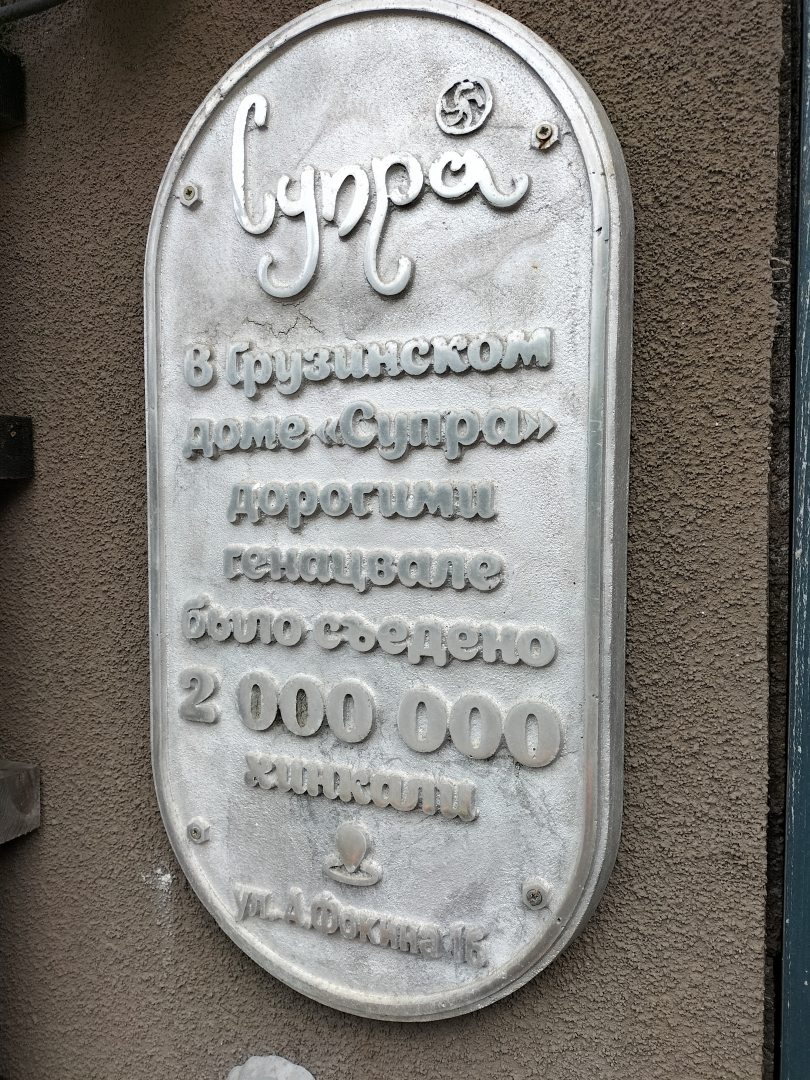 Супра
В Грузинском
доме «Супра»
дорогими
генацвале
было съедено
2 000 000
хинкали
ул. А.Фокина 1Б